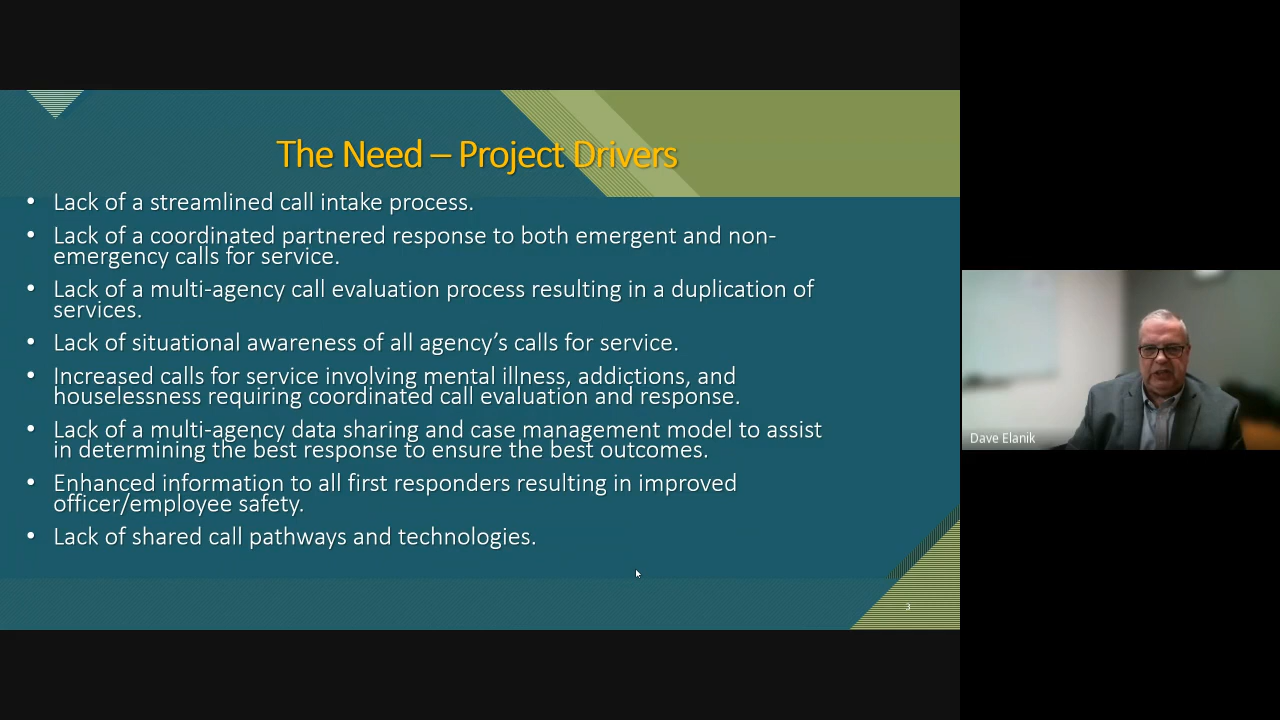 The Need – Project Drivers
• Lack of a streamlined call intake process.
• Lack of a coordinated partnered response to both emergent and non-
emergency calls for service.
• Lack of a multi-agency call evaluation process resulting in a duplication of
services.
• Lack of situational awareness of all agency’s calls for service.
• Increased calls for service involving mental illness, addictions, and
houselessness requiring coordinated call evaluation and response.
• Lack of a multi-agency data sharing and case management model to assist
in determining the best response to ensure the best outcomes.
• Enhanced information to all first responders resulting in improved
officer/employee safety.
• Lack of shared call pathways and technologies.
3
Dave Elanik